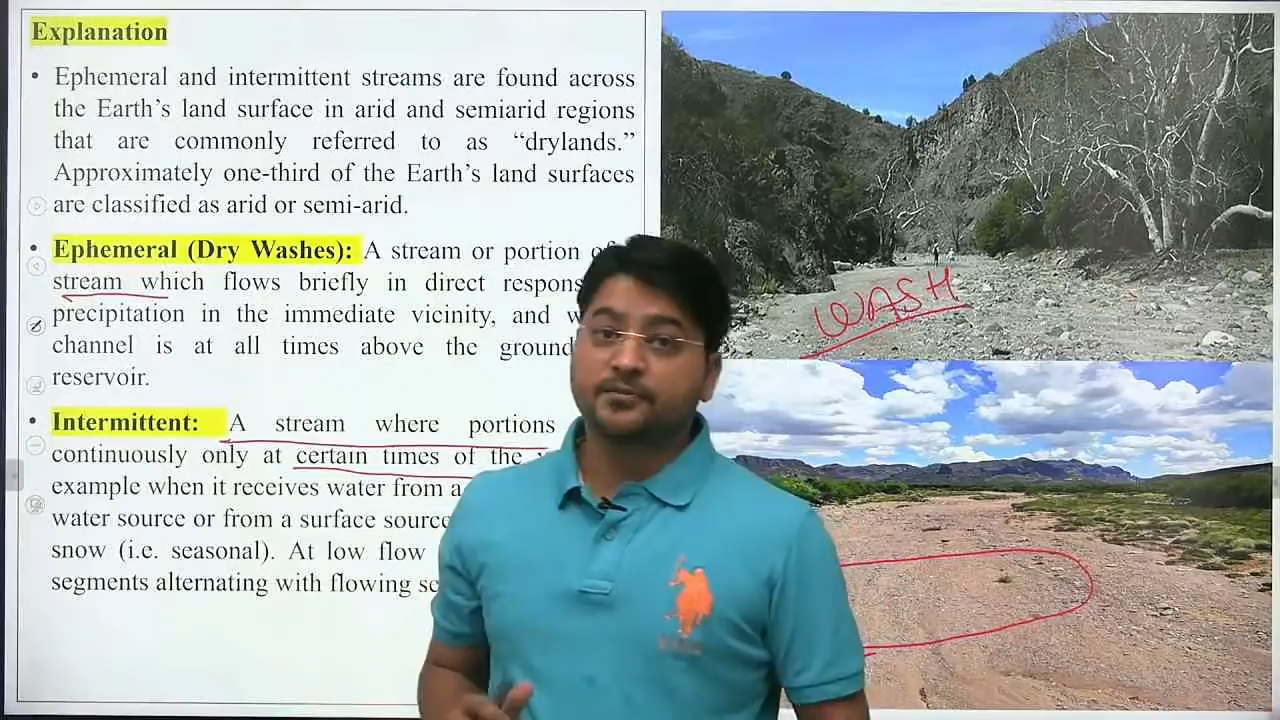 Explanation
• Ephemeral and intermittent streams are found across
the Earth’s land surface in arid and semiarid regions
that are commonly referred to as “drylands.”
Approximately one-third of the Earth’s land surfaces
are classified as arid or semi-arid.
• Ephemeral (Dry Washes): A stream or portion
stream which flows briefly in direct
precipitation in the immediate vicinity, and
channel is at all times above the
reservoir.
• Intermittent: A stream where portions
continuously only at certain times of the
example when it receives water from a
water source or from a surface source
snow (i.e. seasonal). At low flow
segments alternating with flowing
WASH